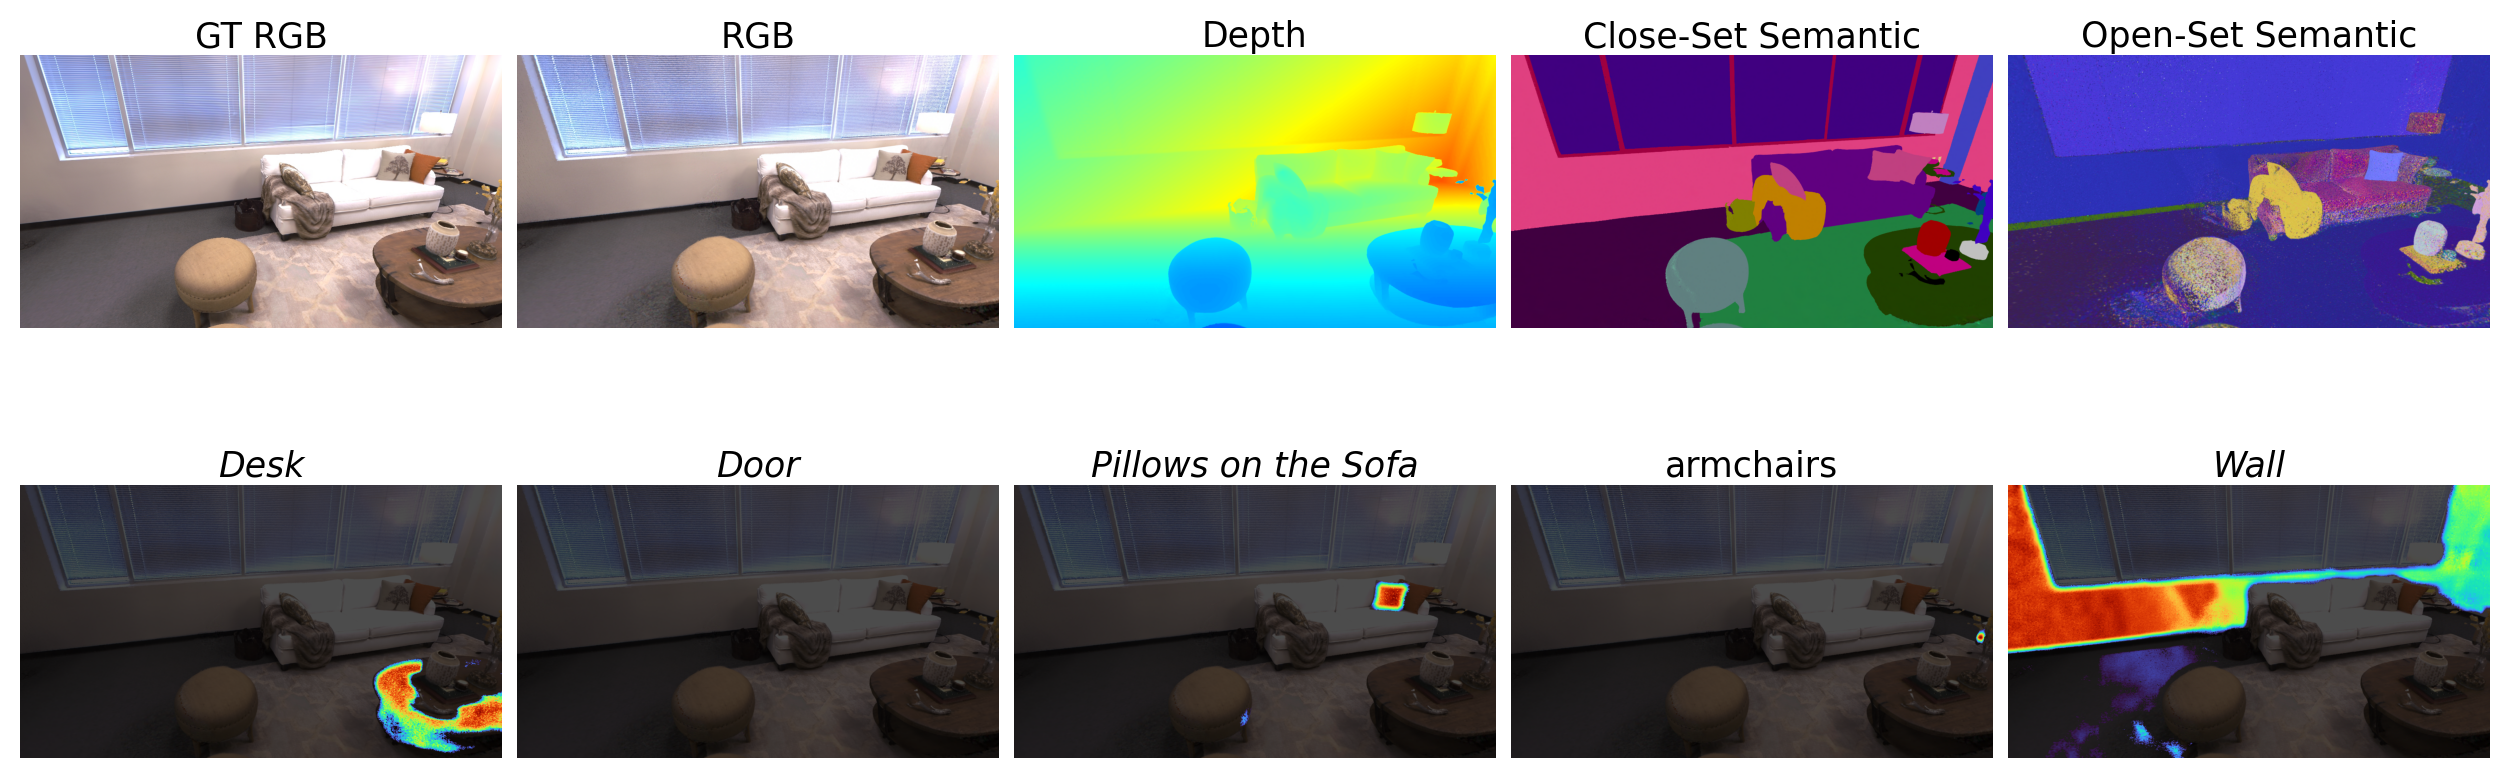 GT RGB
RGB
Depth
Close-Set Semantic
Open-Set Semantic
Desk
Door
Pillows on the Sofa
armchairs
Wall